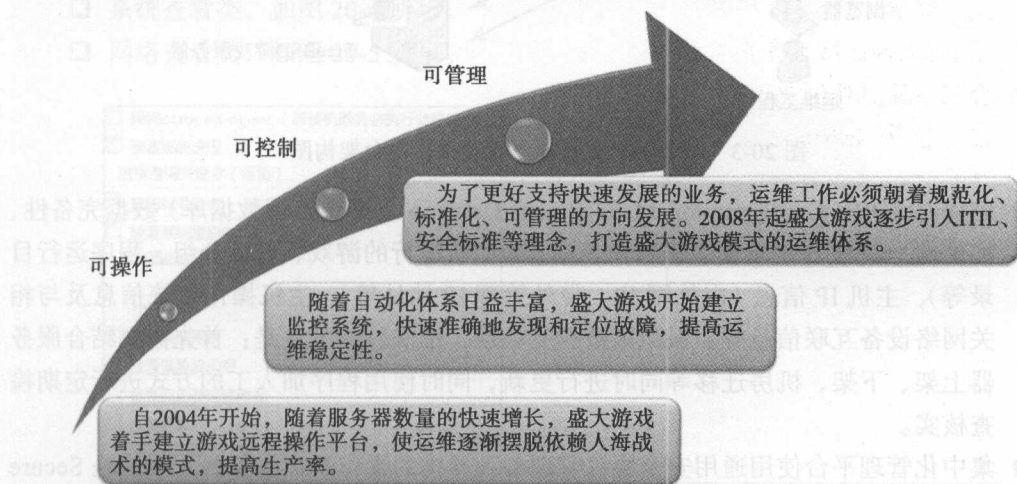 可管理
可控制
为了更好支持快速发展的业务，运维工作必须朝着规范化、
标准化、可管理的方向发展。2008年起盛大游戏逐步引入ITIL、
安全标准等理念，打造盛大游戏模式的运维体系。
可操作
随着自动化体系日益丰富，盛大游戏开始建立
监控系统，快速准确地发现和定位故障，提高运
维稳定性。
自2004年开始，随着服务器数量的快速增长，盛大游戏
着手建立游戏远程操作平台，使运维逐渐摆脱依赖人海战
术的模式，提高生产率。